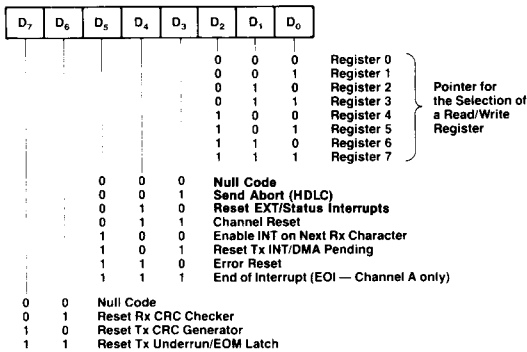 D7 D6 D5 D4 D3 D2 D1 D0
0 0 0 Register 0
0 0 1 Register 1
0 1 0 Register 2
0 1 1 Register 3
1 0 0 Register 4
1 0 1 Register 5
1 1 0 Register 6
1 1 1 Register 7
Pointer for
the Selection of
a Read/Write
Register
0 0 0 Null Code
0 0 1 Send Abort (HDLC)
0 1 0 Reset EXT/Status Interrupts
0 1 1 Channel Reset
1 0 0 Enable INT on Next Rx Character
1 0 1 Reset Tx INT/DMA Pending
1 1 0 Error Reset
1 1 1 End of Interrupt (EOI — Channel A only)
0 0 Null Code
0 1 Reset Rx CRC Checker
1 0 Reset Tx CRC Generator
1 1 Reset Tx Underrun/EOM Latch